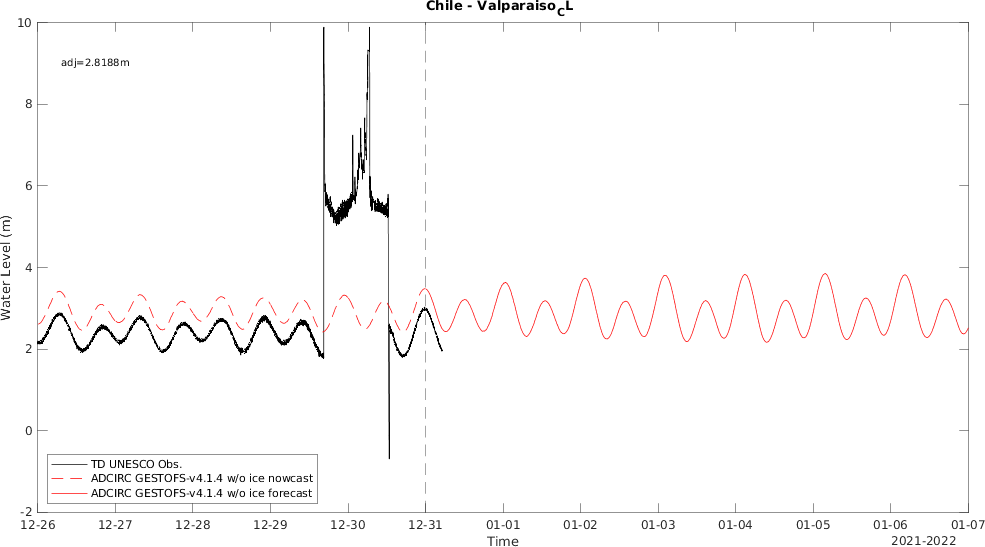 Chile - Valparaiso_CL
adj=2.8188m
Water Level (m)
10
8
6
4
2
0
-2
TD UNESCO Obs.
ADCIRC GESTOFS-v4.1.4 w/o ice nowcast
ADCIRC GESTOFS-v4.1.4 w/o ice forecast
12-26 12-27 12-28 12-29 12-30 12-31 01-01 01-02 01-03 01-04 01-05 01-06 01-07
Time
2021-2022